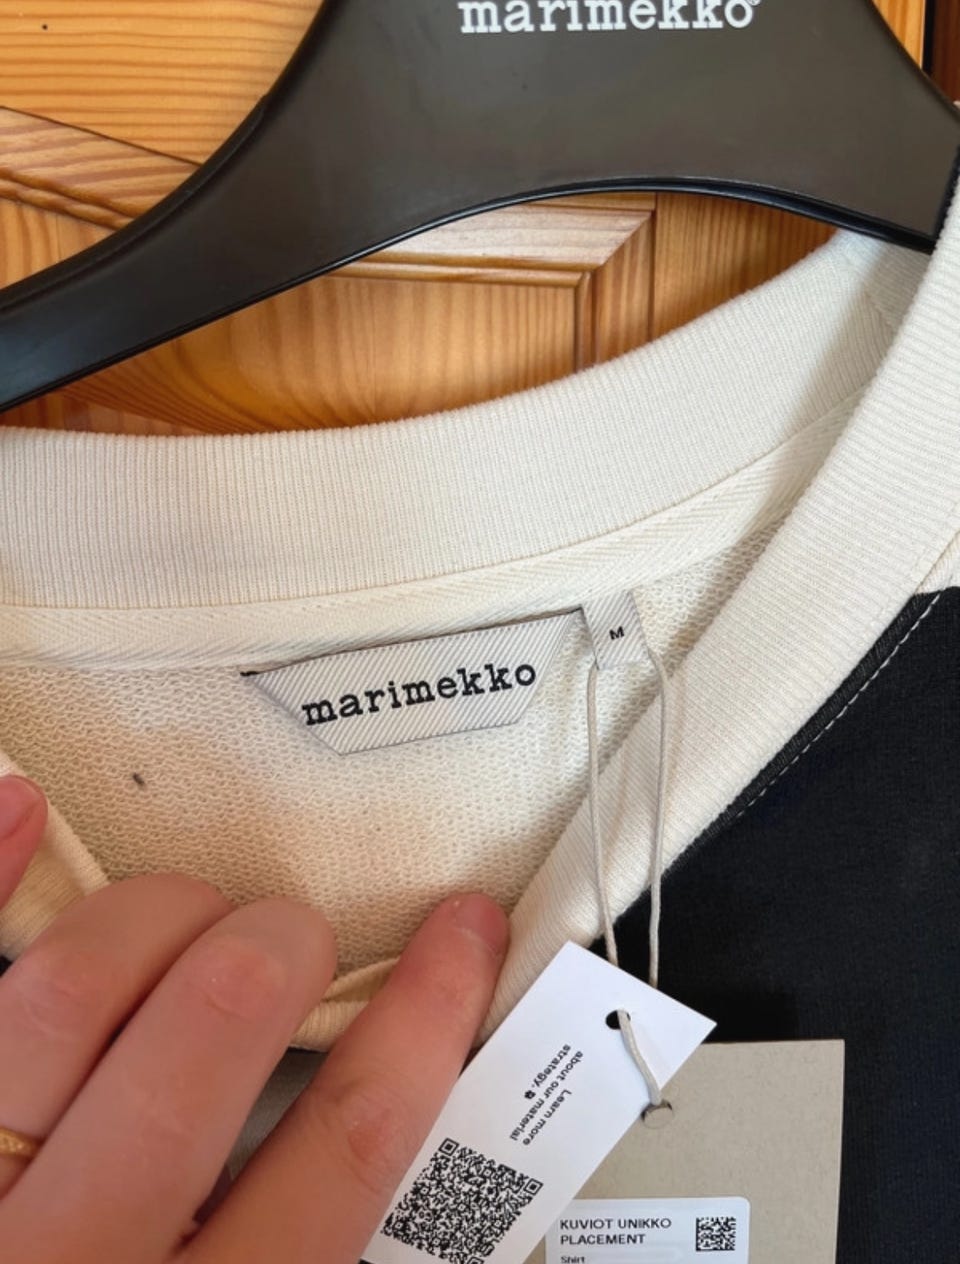 marimekko®
marimekko
M
Learn more
about our material
strategy.
KUVIOT UNIKKO
PLACEMENT
Shirt